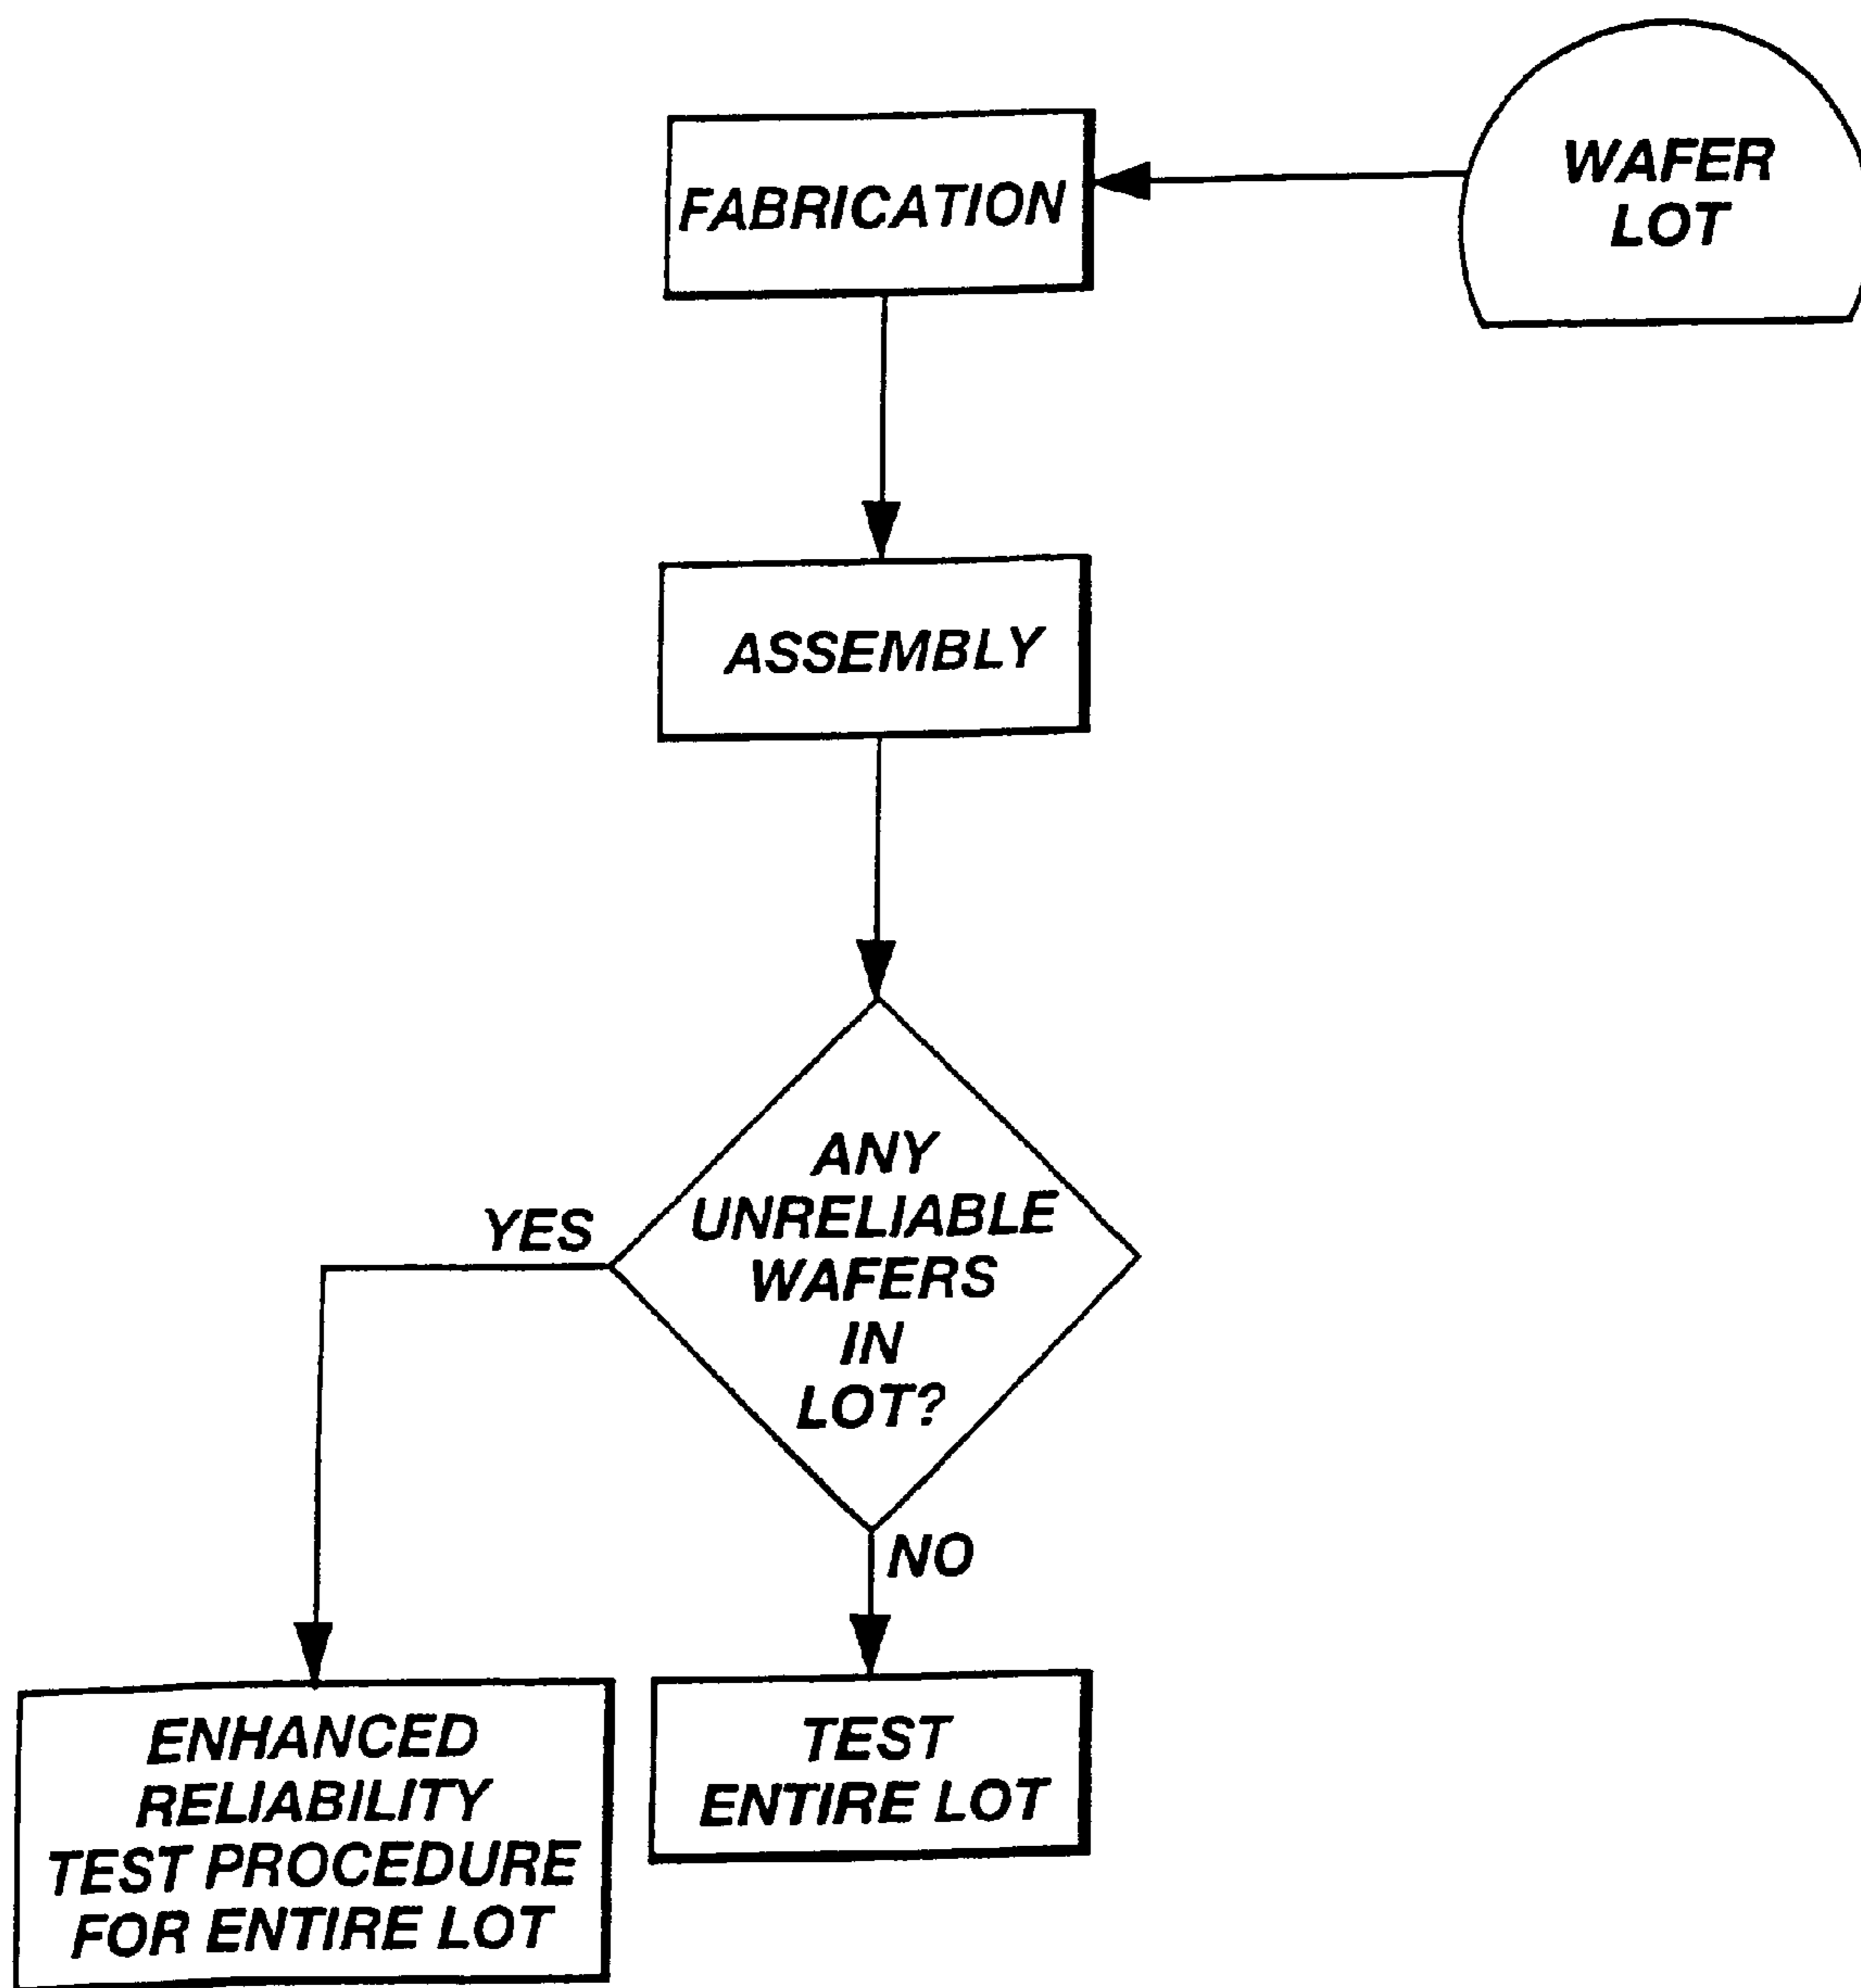 WAFER
LOT
FABRICATION
ASSEMBLY
ANY
UNRELIABLE
WAFERS
IN
LOT?
YES
NO
ENHANCED
RELIABILITY
TEST PROCEDURE
FOR ENTIRE LOT
TEST
ENTIRE LOT